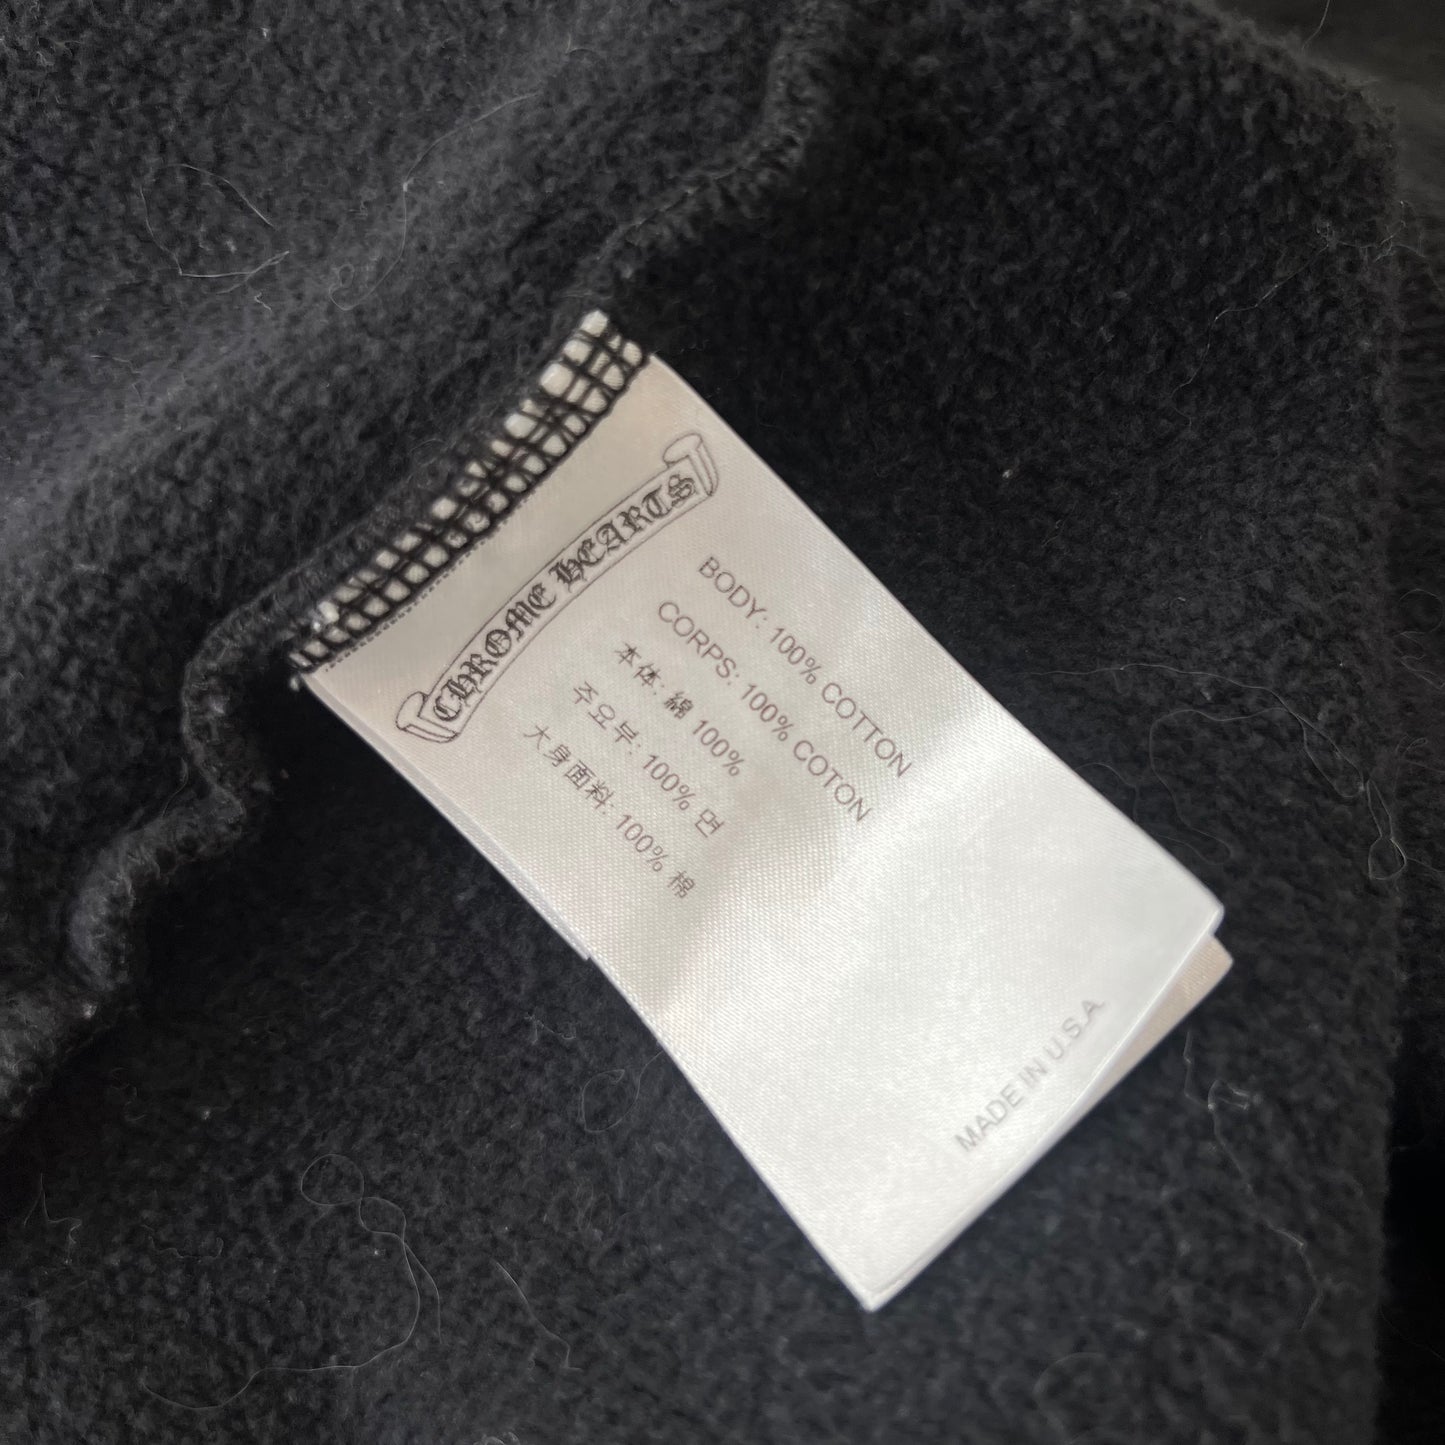 CHROME HEARTS
BODY: 100% COTTON
CORPS: 100% COTON
本体: 綿 100%
주요부: 100% 면
大身面料: 100% 棉
MADE IN U.S.A.